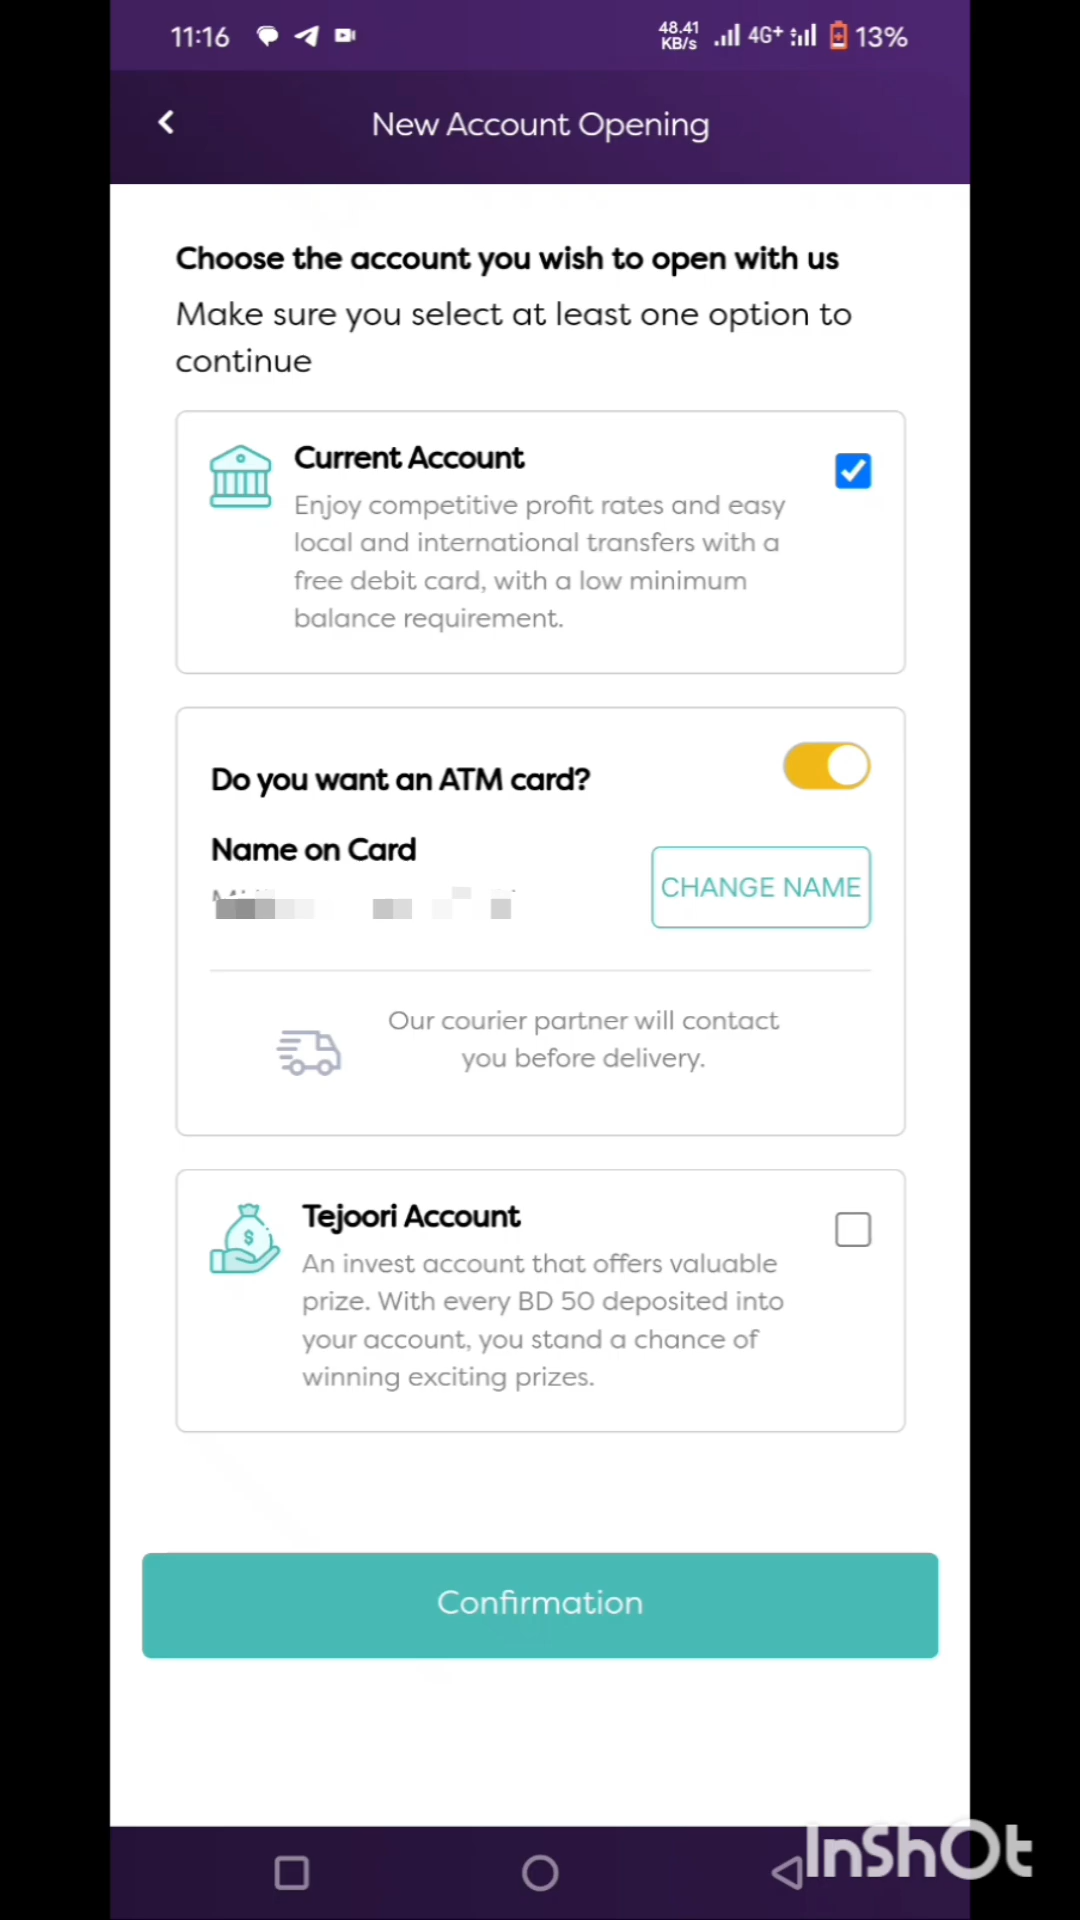 11:16
48.41
KB/s
4G+
13%
New Account Opening
Choose the account you wish to open with us
Make sure you select at least one option to
continue
Current Account
Enjoy competitive profit rates and easy
local and international transfers with a
free debit card, with a low minimum
balance requirement.
Do you want an ATM card?
Name on Card
CHANGE NAME
Our courier partner will contact
you before delivery.
Tejoori Account
$
An invest account that offers valuable
prize. With every BD 50 deposited into
your account, you stand a chance of
winning exciting prizes.
Confirmation
InShOt